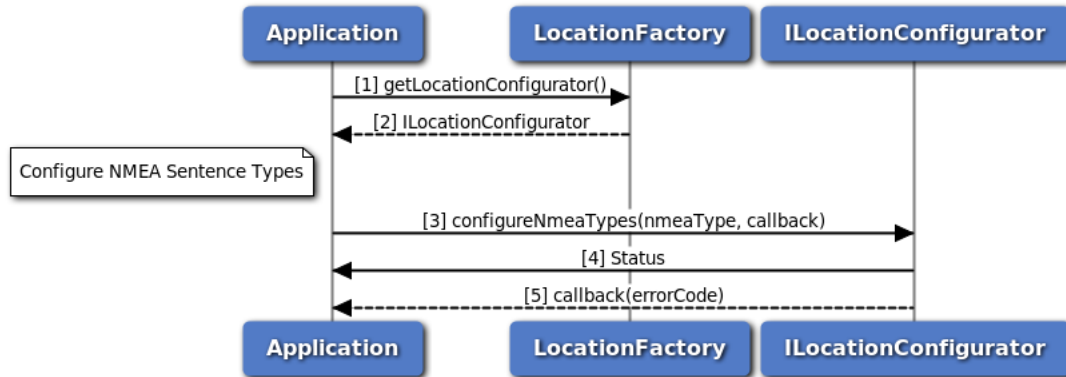 Application
LocationFactory
ILocationConfigurator
[1] getLocationConfigurator()
[2] ILocationConfigurator
Configure NMEA Sentence Types
[3] configureNmeaTypes(nmeaType, callback)
[4] Status
[5] callback(errorCode)
Application
LocationFactory
ILocationConfigurator